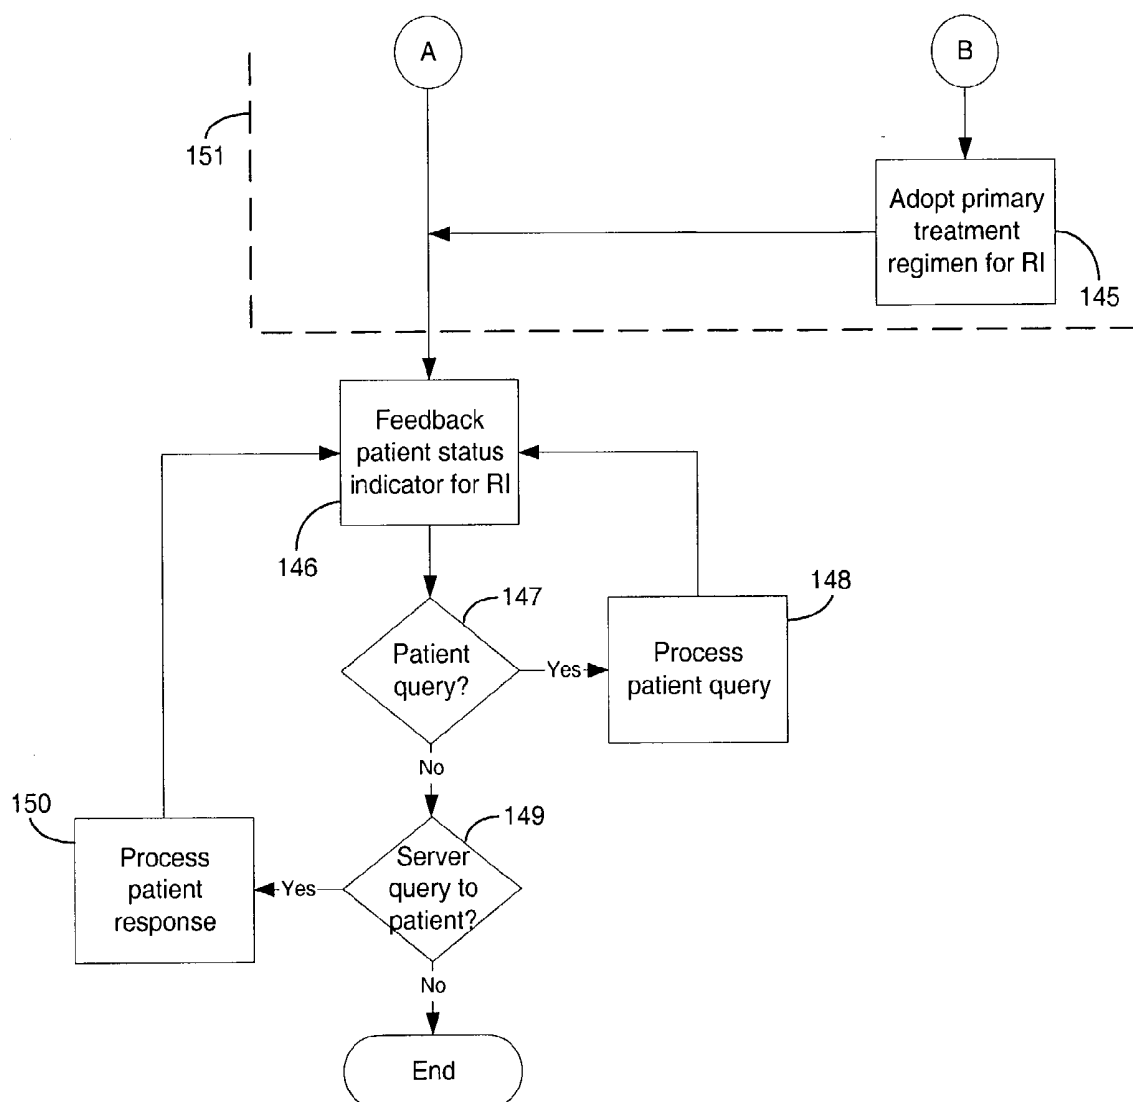 A
B
151
Adopt primary
treatment
regimen for RI
145
Feedback
patient status
indicator for RI
146
147
148
Patient
query?
Yes
Process
patient query
No
150
149
Process
patient
response
Yes
Server
query to
patient?
No
End